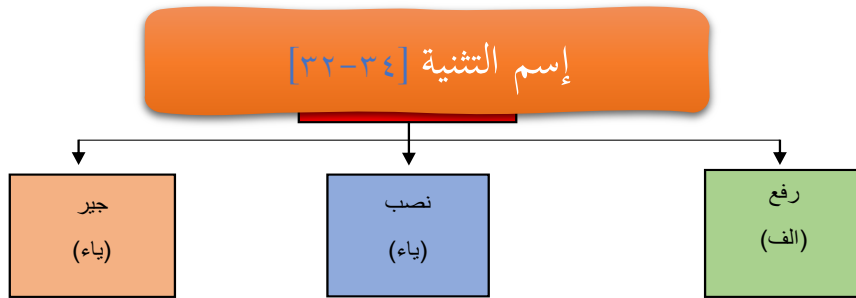 إسم التثنية [٣٢-٣٤]
رفع
(الف)
نصب
(ياء)
جير
(ياء)